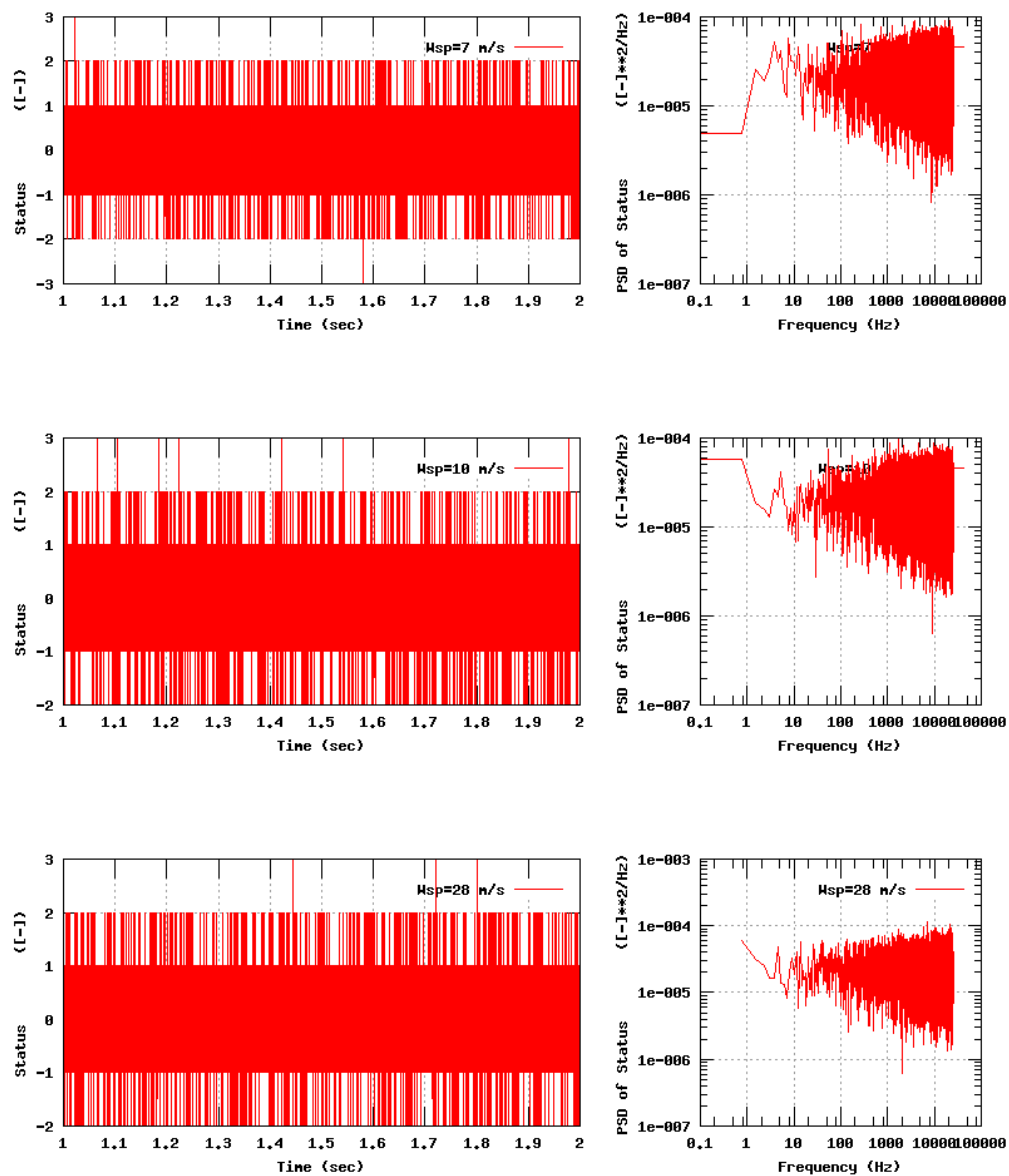 ([-])
Status
3
2
1
0
-1
-2
-3
Wsp=7 m/s
1 1.1 1.2 1.3 1.4 1.5 1.6 1.7 1.8 1.9 2
Time (sec)
([-]**2/Hz)
PSD of Status
1e-004
1e-005
1e-006
1e-007
Wsp=7
0.1 1 10 100 1000 10000 100000
Frequency (Hz)
([-])
Status
3
2
1
0
-1
-2
Wsp=10 m/s
1 1.1 1.2 1.3 1.4 1.5 1.6 1.7 1.8 1.9 2
Time (sec)
([-]**2/Hz)
PSD of Status
1e-004
1e-005
1e-006
1e-007
0.1 1 10 100 1000 10000 100000
Frequency (Hz)
([-])
Status
3
2
1
0
-1
-2
Wsp=28 m/s
1 1.1 1.2 1.3 1.4 1.5 1.6 1.7 1.8 1.9 2
Time (sec)
([-]**2/Hz)
PSD of Status
1e-003
1e-004
1e-005
1e-006
1e-007
Wsp=28 m/s
0.1 1 10 100 1000 10000 100000
Frequency (Hz)